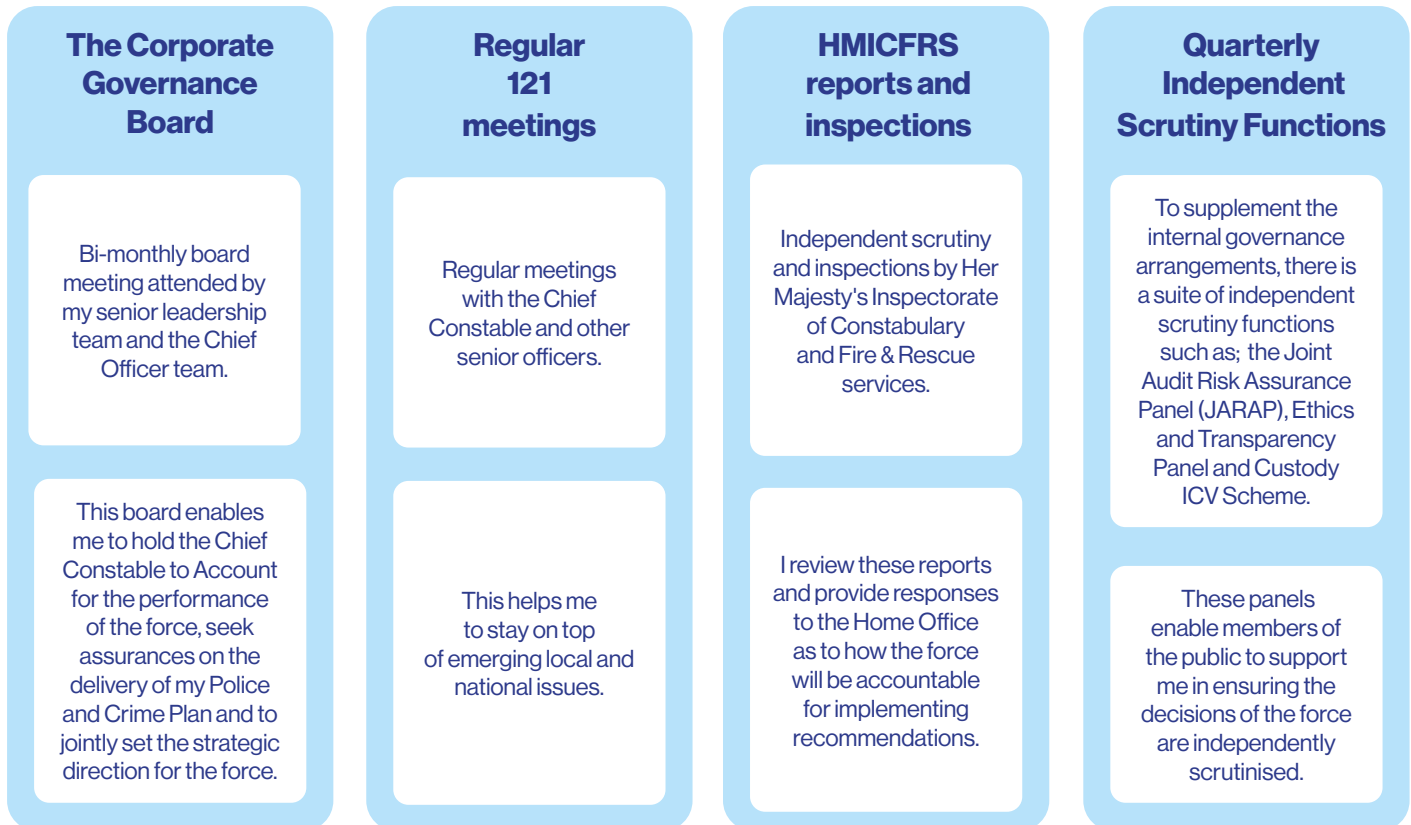 The Corporate
Governance
Board
Bi-monthly board
meeting attended by
my senior leadership
team and the Chief
Officer team.
This board enables
me to hold the Chief
Constable to Account
for the performance
of the force, seek
assurances on the
delivery of my Police
and Crime Plan and to
jointly set the strategic
direction for the force.
Regular
121
meetings
Regular meetings
with the Chief
Constable and other
senior officers.
This helps me
to stay on top
of emerging local and
national issues.
HMICFRS
reports and
inspections
Independent scrutiny
and inspections by Her
Majesty's Inspectorate
of Constabulary
and Fire & Rescue
services.
I review these reports
and provide responses
to the Home Office
as to how the force
will be accountable
for implementing
recommendations.
Quarterly
Independent
Scrutiny Functions
To supplement the
internal governance
arrangements, there is
a suite of independent
scrutiny functions
such as;  the Joint
Audit Risk Assurance
Panel (JARAP), Ethics
and Transparency
Panel and Custody
ICV Scheme.
These panels
enable members of
the public to support
me in ensuring the
decisions of the force
are independently
scrutinised.